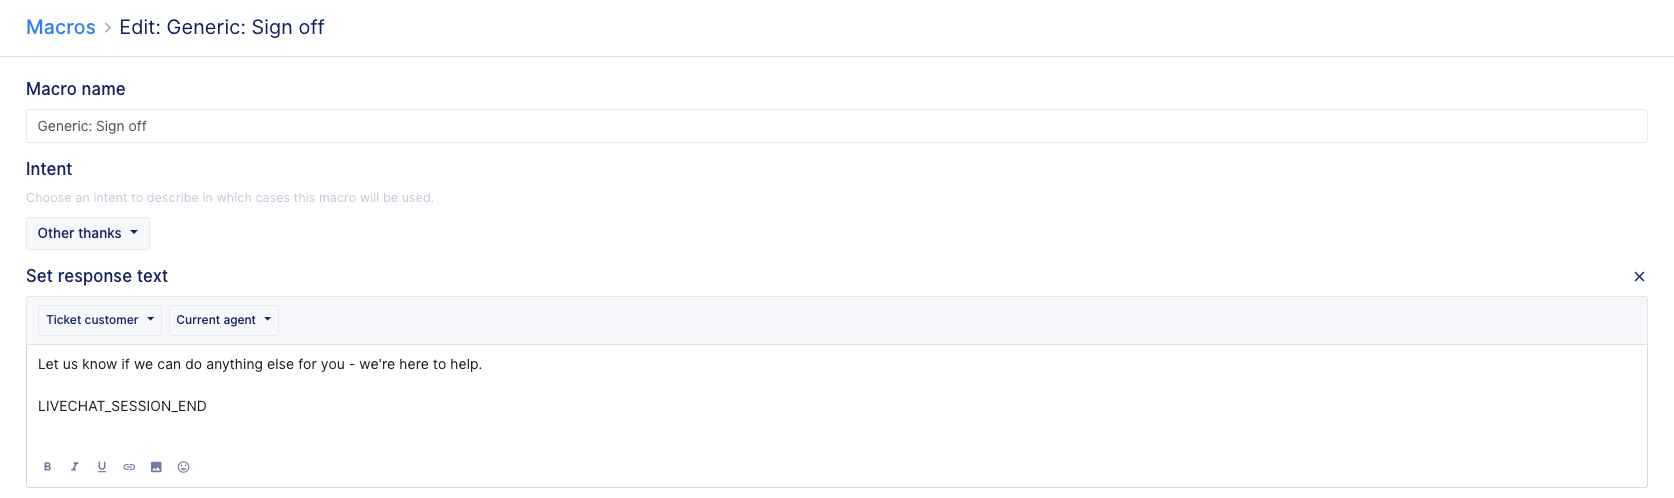 Macros > Edit: Generic: Sign off
Macro name
Generic: Sign off
Intent
Choose an intent to describe in which cases this macro will be used.
Other thanks
Set response text
Ticket customer Current agent
Let us know if we can do anything else for you - we're here to help.
LIVECHAT_SESSION_END
B I U